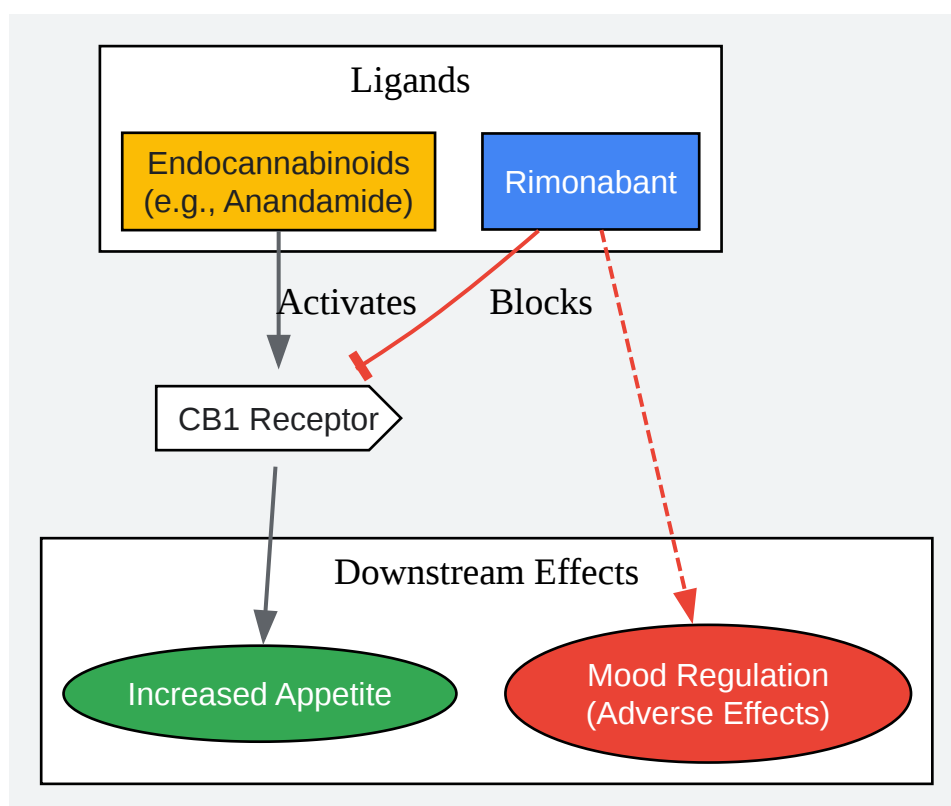 Ligands
Endocannabinoids
(e.g., Anandamide)
Rimonabant
Activates
Blocks
CB1 Receptor
Downstream Effects
Increased Appetite
Mood Regulation
(Adverse Effects)